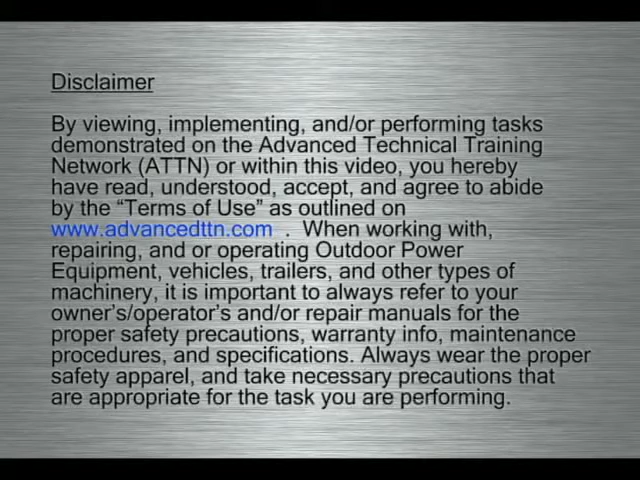 Disclaimer
By viewing, implementing, and/or performing tasks
demonstrated on the Advanced Technical Training
Network (ATTN) or within this video, you hereby
have read, understood, accept, and agree to abide
by the “Terms of Use” as outlined on
www.advancedttn.com . When working with,
repairing, and or operating Outdoor Power
Equipment, vehicles, trailers, and other types of
machinery, it is important to always refer to your
owner’s/operator’s and/or repair manuals for the
proper safety precautions, warranty info, maintenance
procedures, and specifications. Always wear the proper
safety apparel, and take necessary precautions that
are appropriate for the task you are performing.